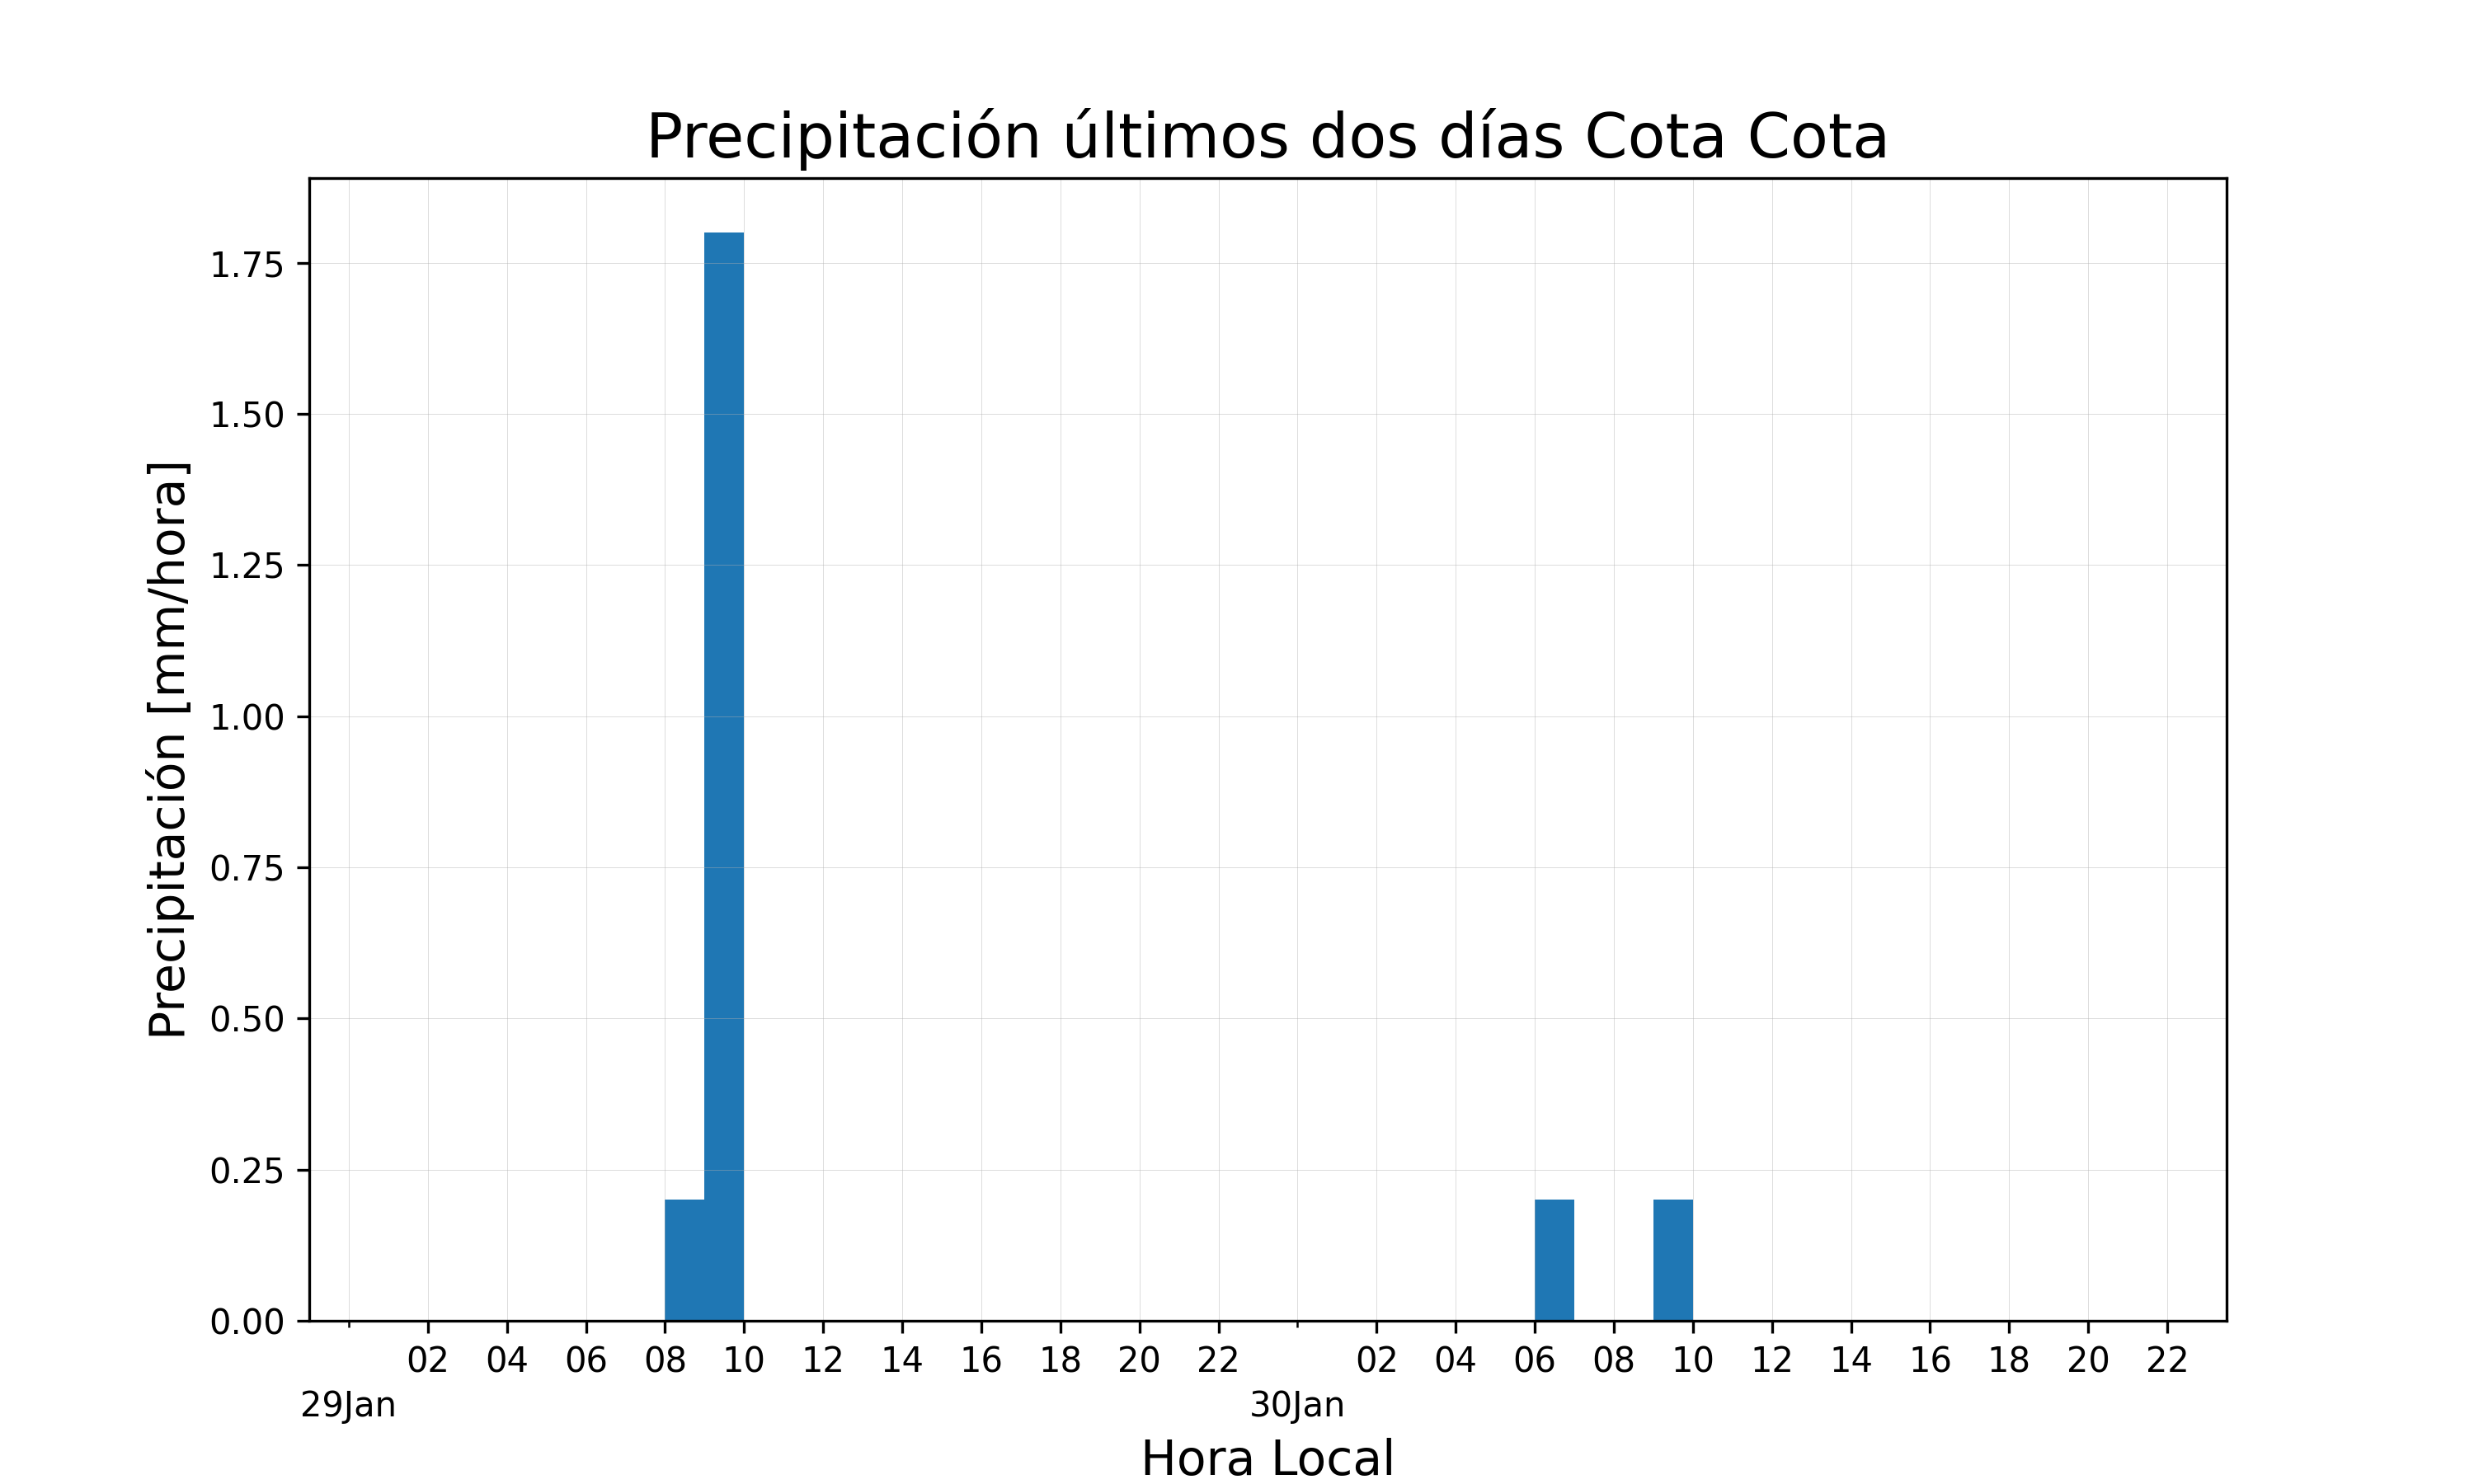 Precipitación últimos dos días Cota Cota
Precipitación [mm/hora]
1.75
1.50
1.25
1.00
0.75
0.50
0.25
0.00
02 04 06 08 10 12 14 16 18 20 22 02 04 06 08 10 12 14 16 18 20 22
29Jan 30Jan
Hora Local